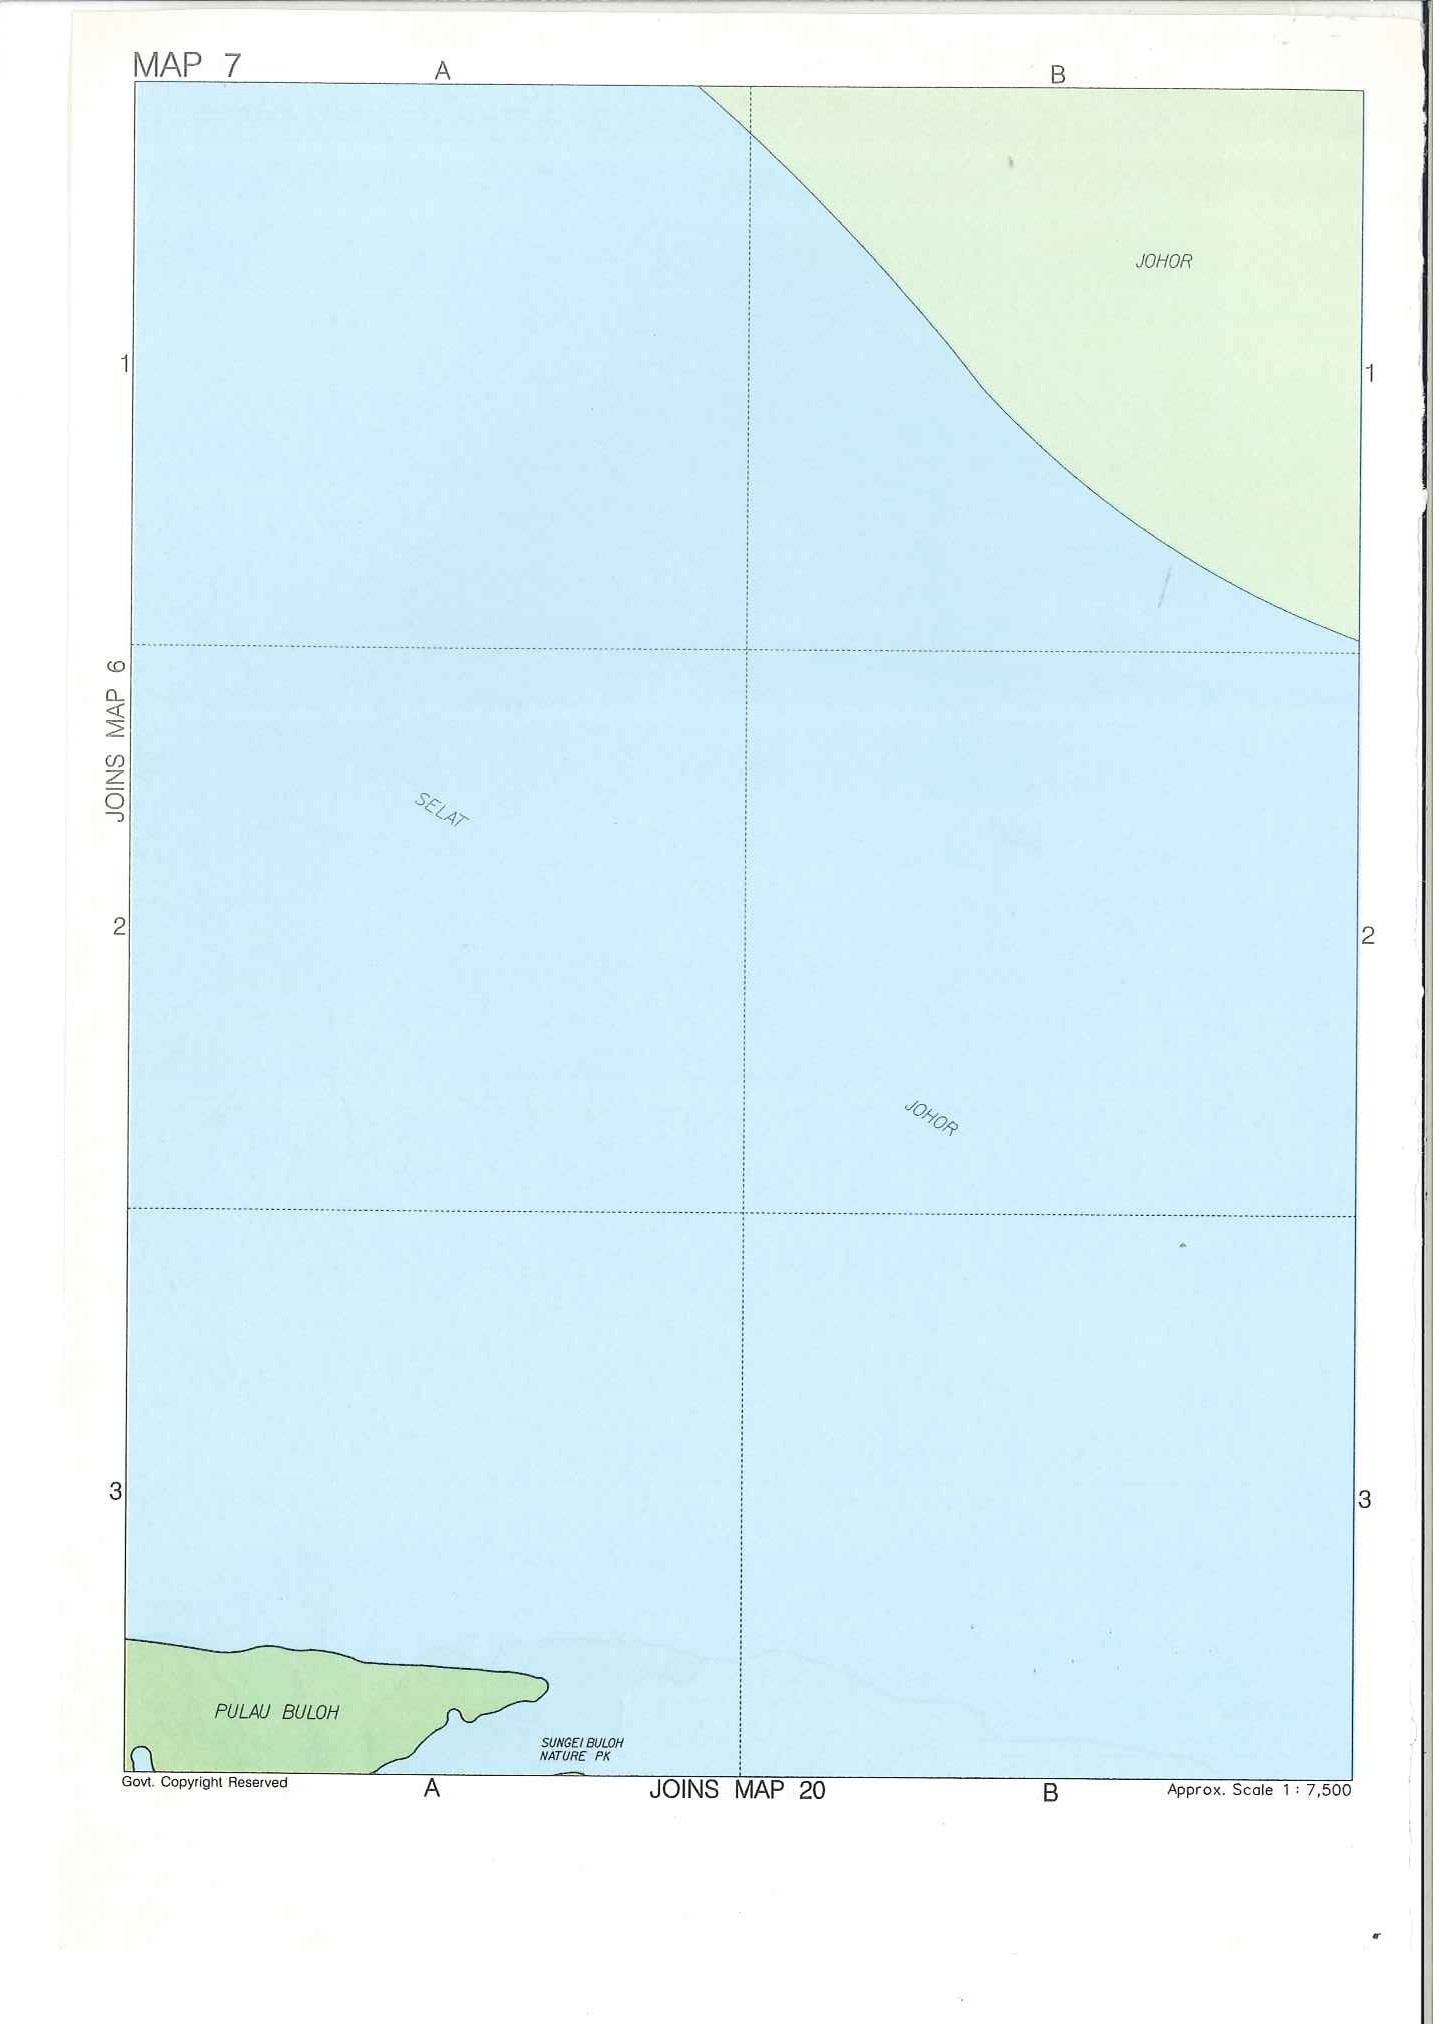 MAP 7
A
B
JOHOR
1
1
JOINS MAP 6
SELAT
2
2
JOHOR
3
3
PULAU BULOH
SUNGEI BULOH
NATURE PK
Govt. Copyright Reserved
A
JOINS MAP 20
B
Approx. Scale 1 : 7,500